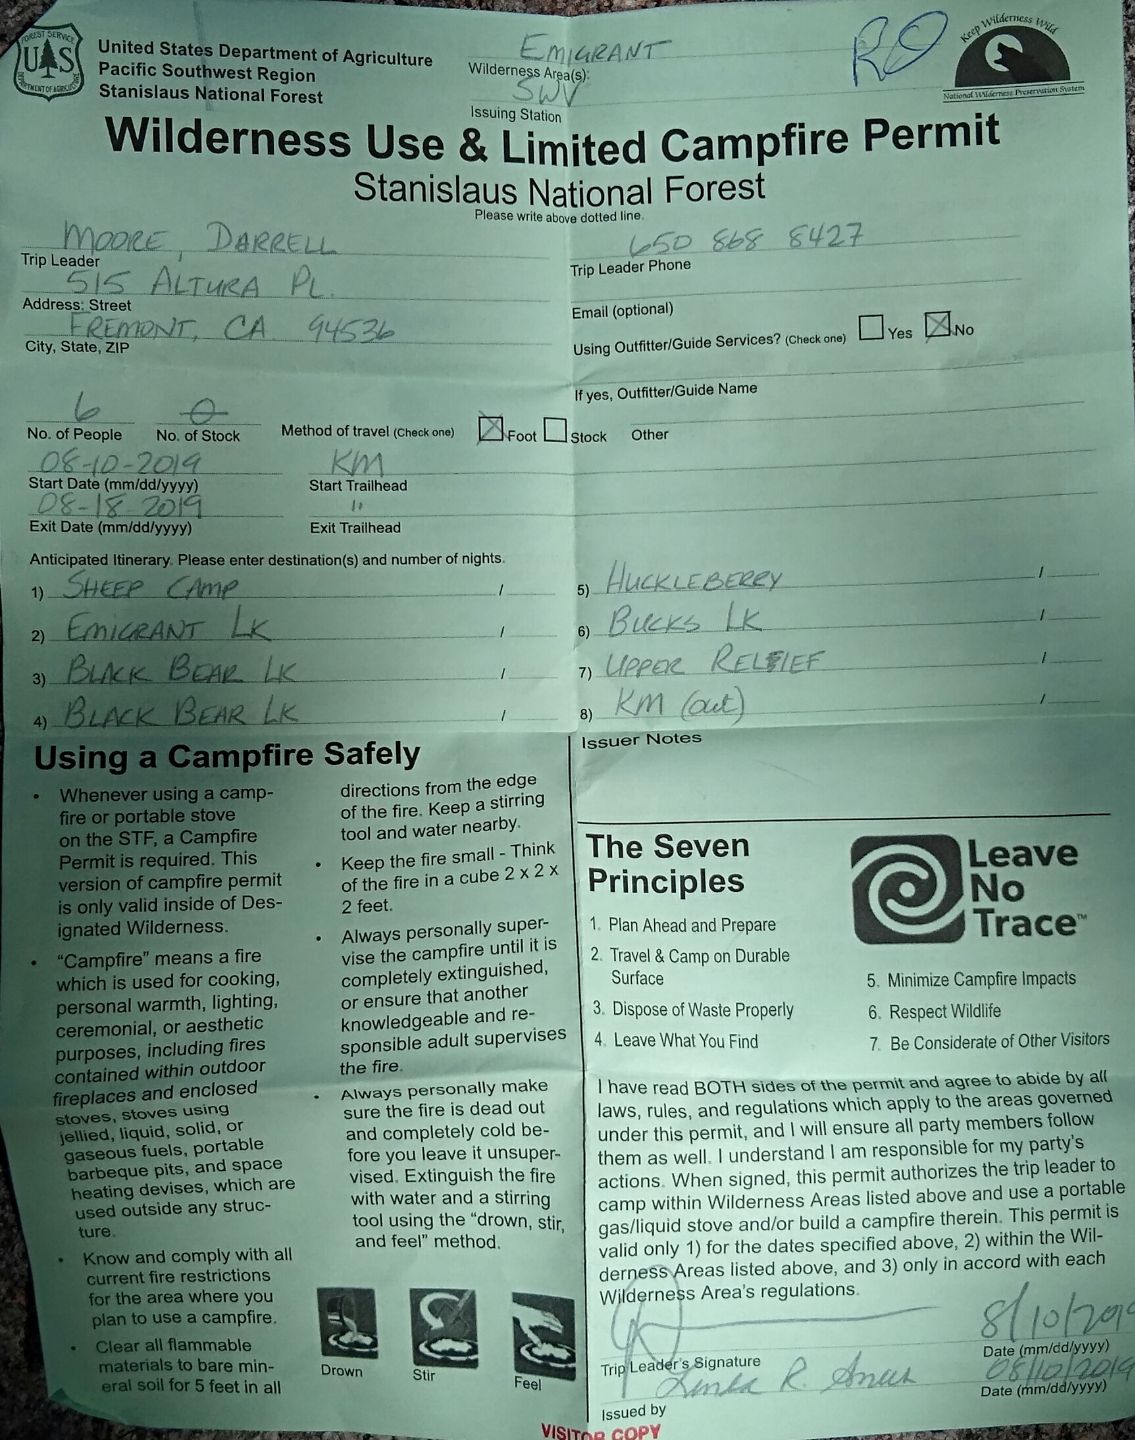 FOREST SERVICE
UAS
DEPARTMENT OF AGRICULTURE
United States Department of Agriculture
Pacific Southwest Region
Stanislaus National Forest
EMIGRANT
Wilderness Area(s):
SWV
Issuing Station
RO
Keep Wilderness Wild
National Wilderness Preservation System
Wilderness Use & Limited Campfire Permit
Stanislaus National Forest
Please write above dotted line.
MOORE, DARRELL
Trip Leader
515 ALTURA PL.
Address: Street
FREMONT, CA 94536
City, State, ZIP
650 868 8427
Trip Leader Phone
Email (optional)
Using Outfitter/Guide Services? (Check one) Yes No
If yes, Outfitter/Guide Name
6 0
No. of People No. of Stock Method of travel (Check one) Foot Stock Other
08-10-2019 KM
Start Date (mm/dd/yyyy) Start Trailhead
08-18-2019 "
Exit Date (mm/dd/yyyy) Exit Trailhead
Anticipated Itinerary. Please enter destination(s) and number of nights.
1) SHEEP CAMP /
2) EMIGRANT LK /
3) BLACK BEAR LK /
4) BLACK BEAR LK /
5) HUCKLEBERRY /
6) BUCKS LK /
7) UPPER RELIEF /
8) KM (out) /
Using a Campfire Safely
• Whenever using a camp-
fire or portable stove
on the STF, a Campfire
Permit is required. This
version of campfire permit
is only valid inside of Des-
ignated Wilderness.
• "Campfire" means a fire
which is used for cooking,
personal warmth, lighting,
ceremonial, or aesthetic
purposes, including fires
contained within outdoor
fireplaces and enclosed
stoves, stoves using
jellied, liquid, solid, or
gaseous fuels, portable
barbeque pits, and space
heating devises, which are
used outside any struc-
ture.
• Know and comply with all
current fire restrictions
for the area where you
plan to use a campfire.
• Clear all flammable
materials to bare min-
eral soil for 5 feet in all
directions from the edge
of the fire. Keep a stirring
tool and water nearby.
• Keep the fire small - Think
of the fire in a cube 2 x 2 x
2 feet.
• Always personally super-
vise the campfire until it is
completely extinguished,
or ensure that another
knowledgeable and re-
sponsible adult supervises
the fire.
• Always personally make
sure the fire is dead out
and completely cold be-
fore you leave it unsuper-
vised. Extinguish the fire
with water and a stirring
tool using the "drown, stir,
and feel" method.
Drown Stir Feel
Issuer Notes
The Seven
Principles
Leave
No
Trace™
1. Plan Ahead and Prepare
2. Travel & Camp on Durable
Surface
3. Dispose of Waste Properly
4. Leave What You Find
5. Minimize Campfire Impacts
6. Respect Wildlife
7. Be Considerate of Other Visitors
I have read BOTH sides of the permit and agree to abide by all
laws, rules, and regulations which apply to the areas governed
under this permit, and I will ensure all party members follow
them as well. I understand I am responsible for my party's
actions. When signed, this permit authorizes the trip leader to
camp within Wilderness Areas listed above and use a portable
gas/liquid stove and/or build a campfire therein. This permit is
valid only 1) for the dates specified above, 2) within the Wil-
derness Areas listed above, and 3) only in accord with each
Wilderness Area's regulations.
8/10/2019
Trip Leader's Signature Date (mm/dd/yyyy)
Linda R. 08/10/2019
Issued by Date (mm/dd/yyyy)
VISITOR COPY